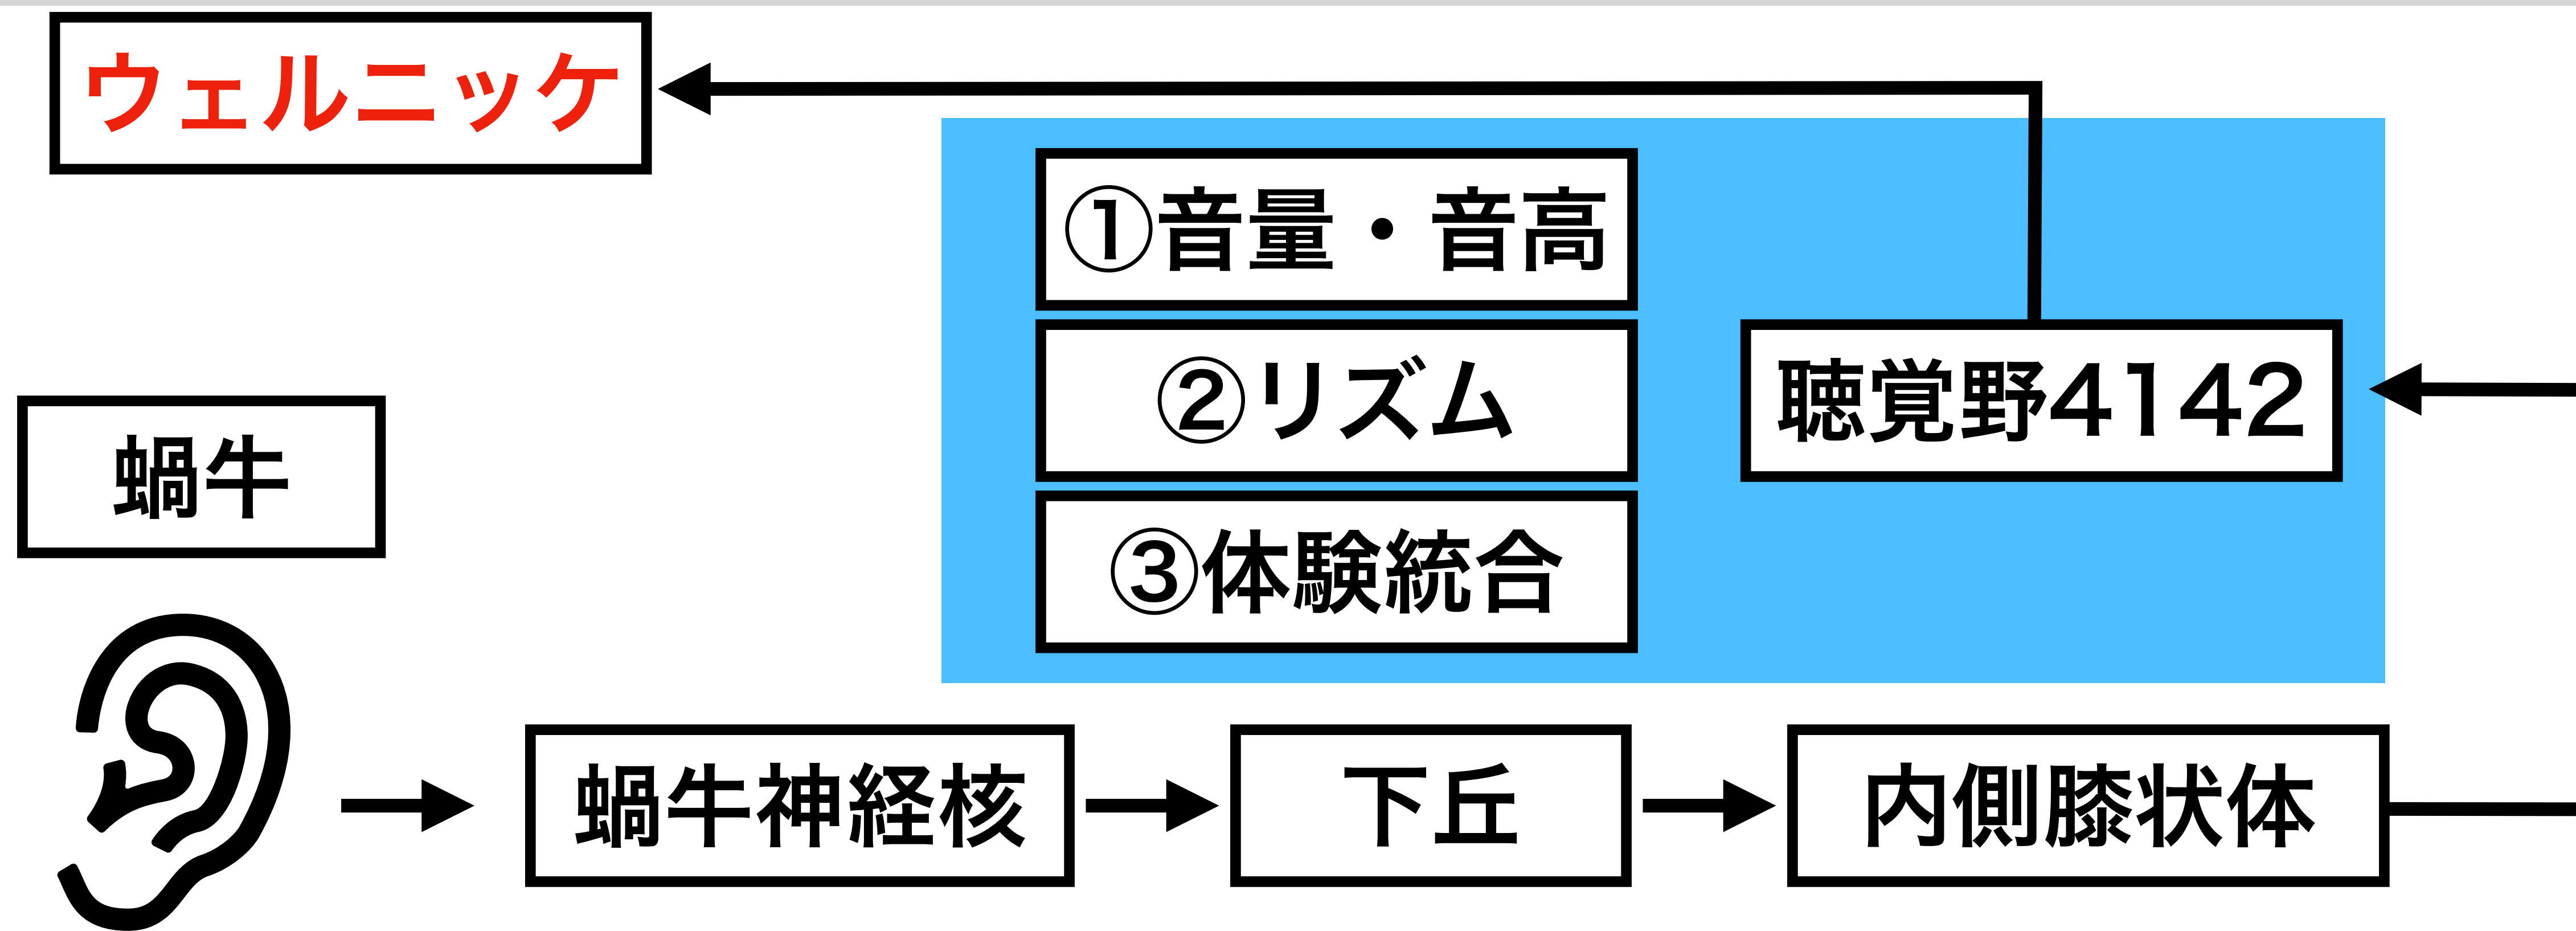 ウェルニッケ
①音量・音高
②リズム
③体験統合
聴覚野4142
蝸牛
蝸牛神経核
下丘
内側膝状体